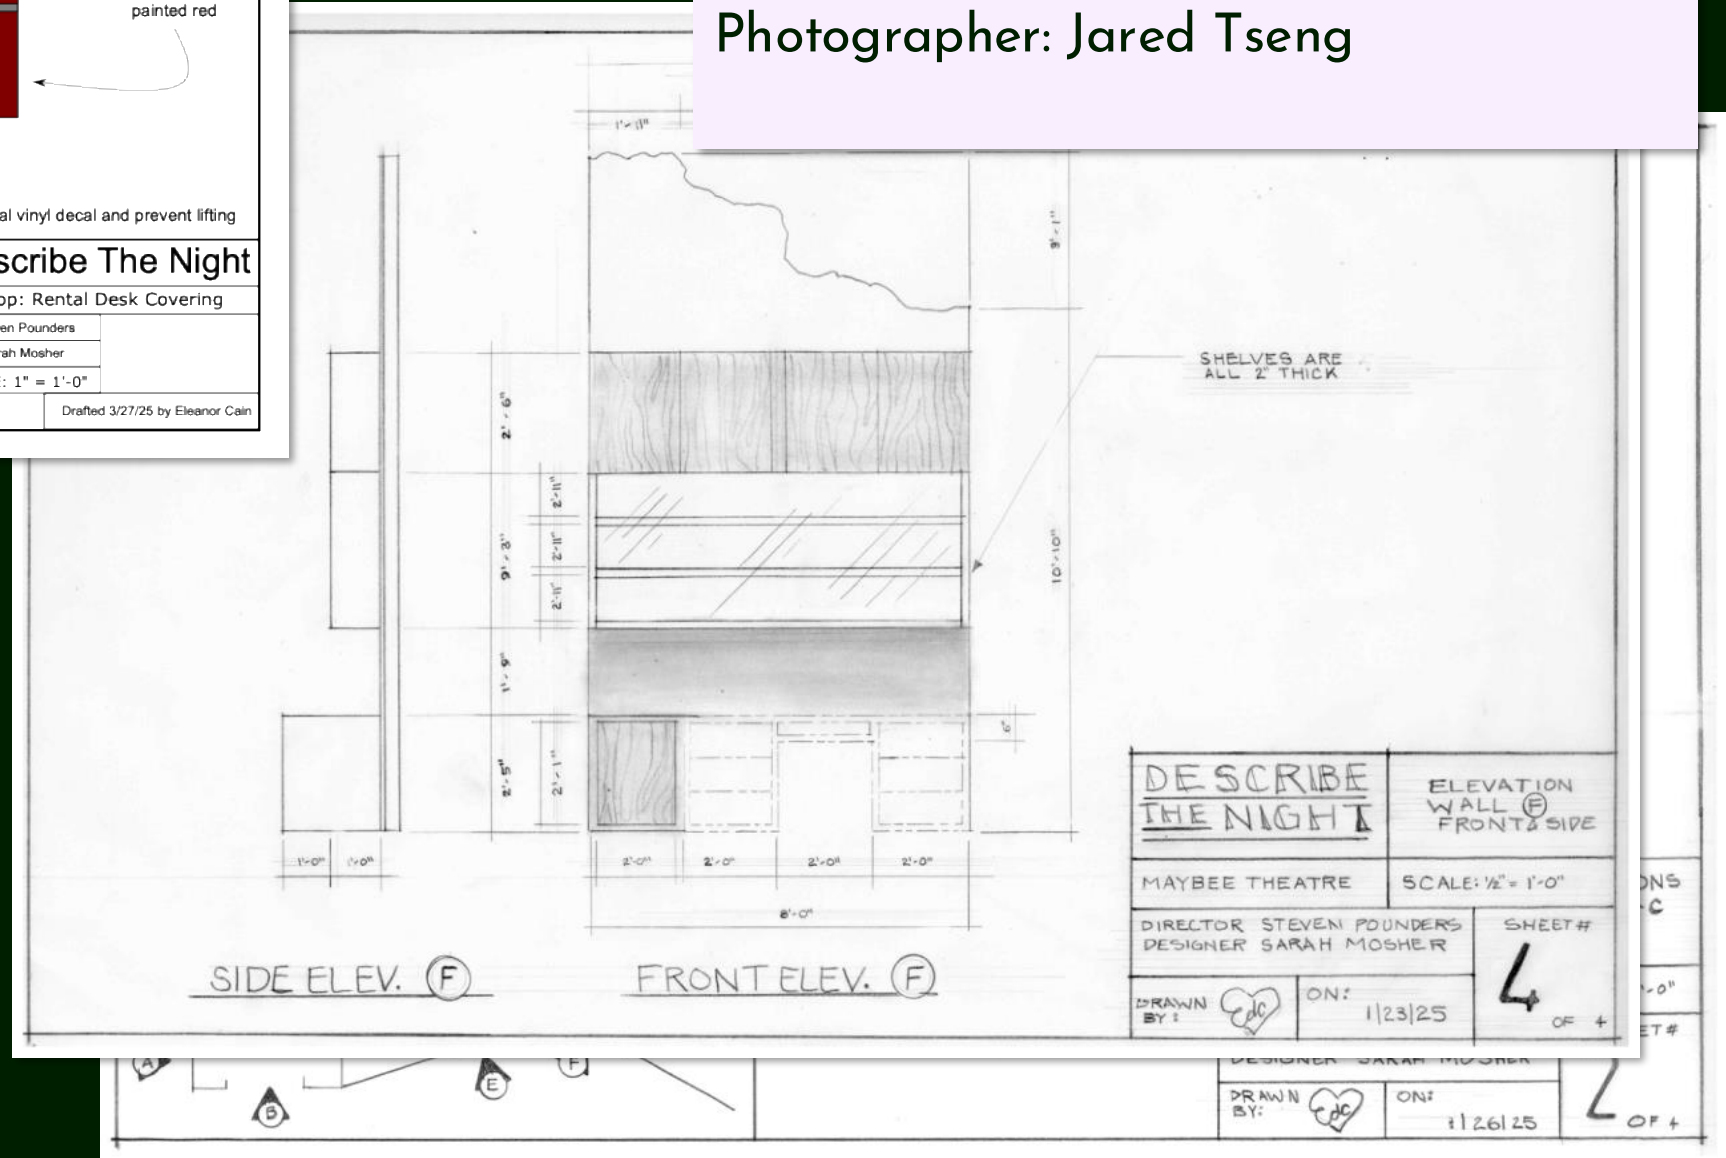 painted red
Photographer: Jared Tseng
al vinyl decal and prevent lifting
scribe The Night
op: Rental Desk Covering
en Pounders
rah Mosher
: 1" = 1'-0"
Drafted 3/27/25 by Eleanor Cain
1'-11"
10'-10"
SHELVES ARE
ALL 2" THICK
2'-6"
2'-11"
2'-11"
2'-11"
1'-9"
2'-5"
2'-1"
6"
1'-0" 1'-0"
2'-0" 2'-0" 2'-0" 2'-0"
8'-0"
SIDE ELEV. F
FRONT ELEV. F
DESCRIBE
THE NIGHT
ELEVATION
WALL F
FRONT & SIDE
MAYBEE THEATRE
SCALE: ½" = 1'-0"
DIRECTOR STEVEN POUNDERS
DESIGNER SARAH MOSHER
SHEET#
4
OF 4
DRAWN
BY:
Edc
ON:
1/23/25
ONS
C
-0"
ET#
A
B
E
F
DESIGNER SARAH MOSHER
DRAWN
BY:
Edc
ON:
1/26/25
2
OF 4